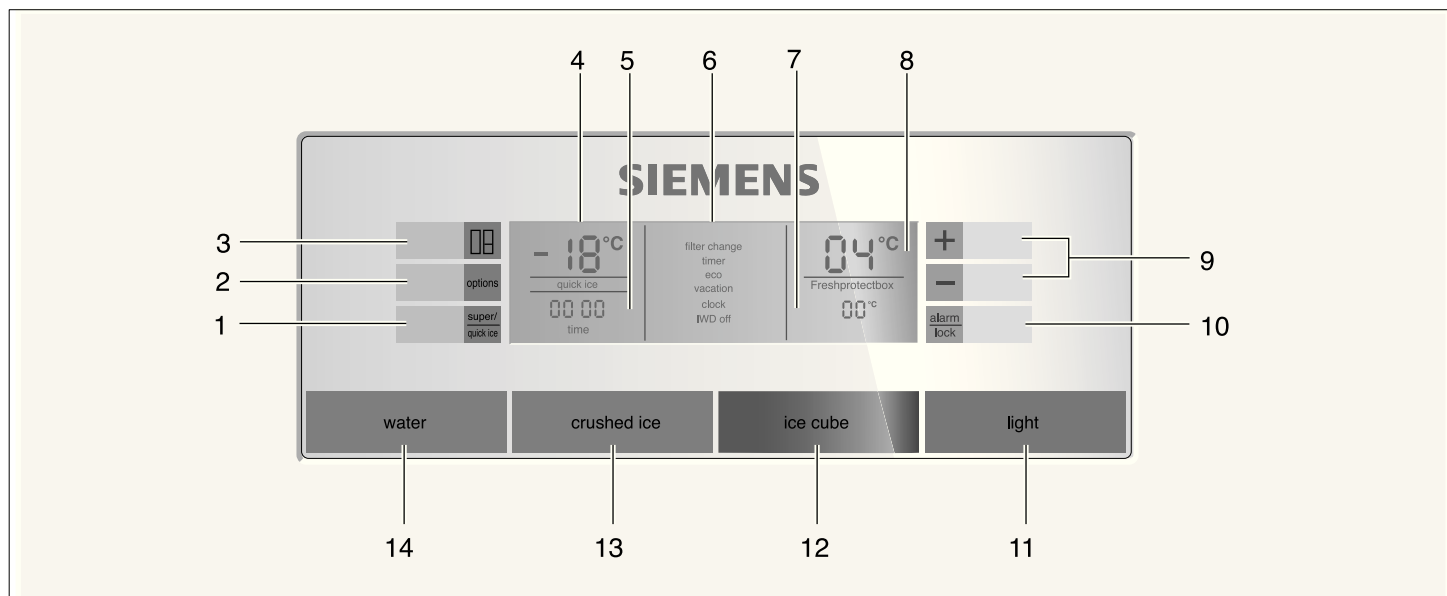 4 5 6 7 8
SIEMENS
3
2 options
1 super/
quick ice
-18°C
quick ice
00 00
time
filter change
timer
eco
vacation
clock
IWD off
04°C
Freshprotectbox
00°C
+
−
9
alarm
lock
10
water crushed ice ice cube light
14 13 12 11